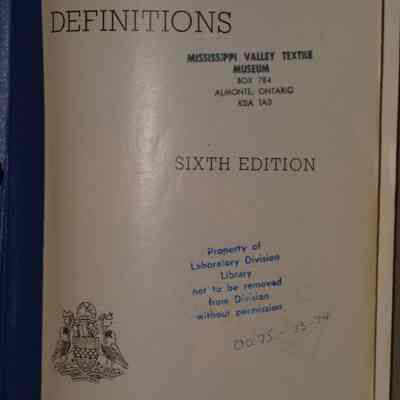 DEFINITIONS
MISSISSIPPI VALLEY TEXTILE
MUSEUM
BOX 784
ALMONTE, ONTARIO
K0A 1A0
SIXTH EDITION
Property of
Laboratory Division
Library
not to be removed
from Division
without permission